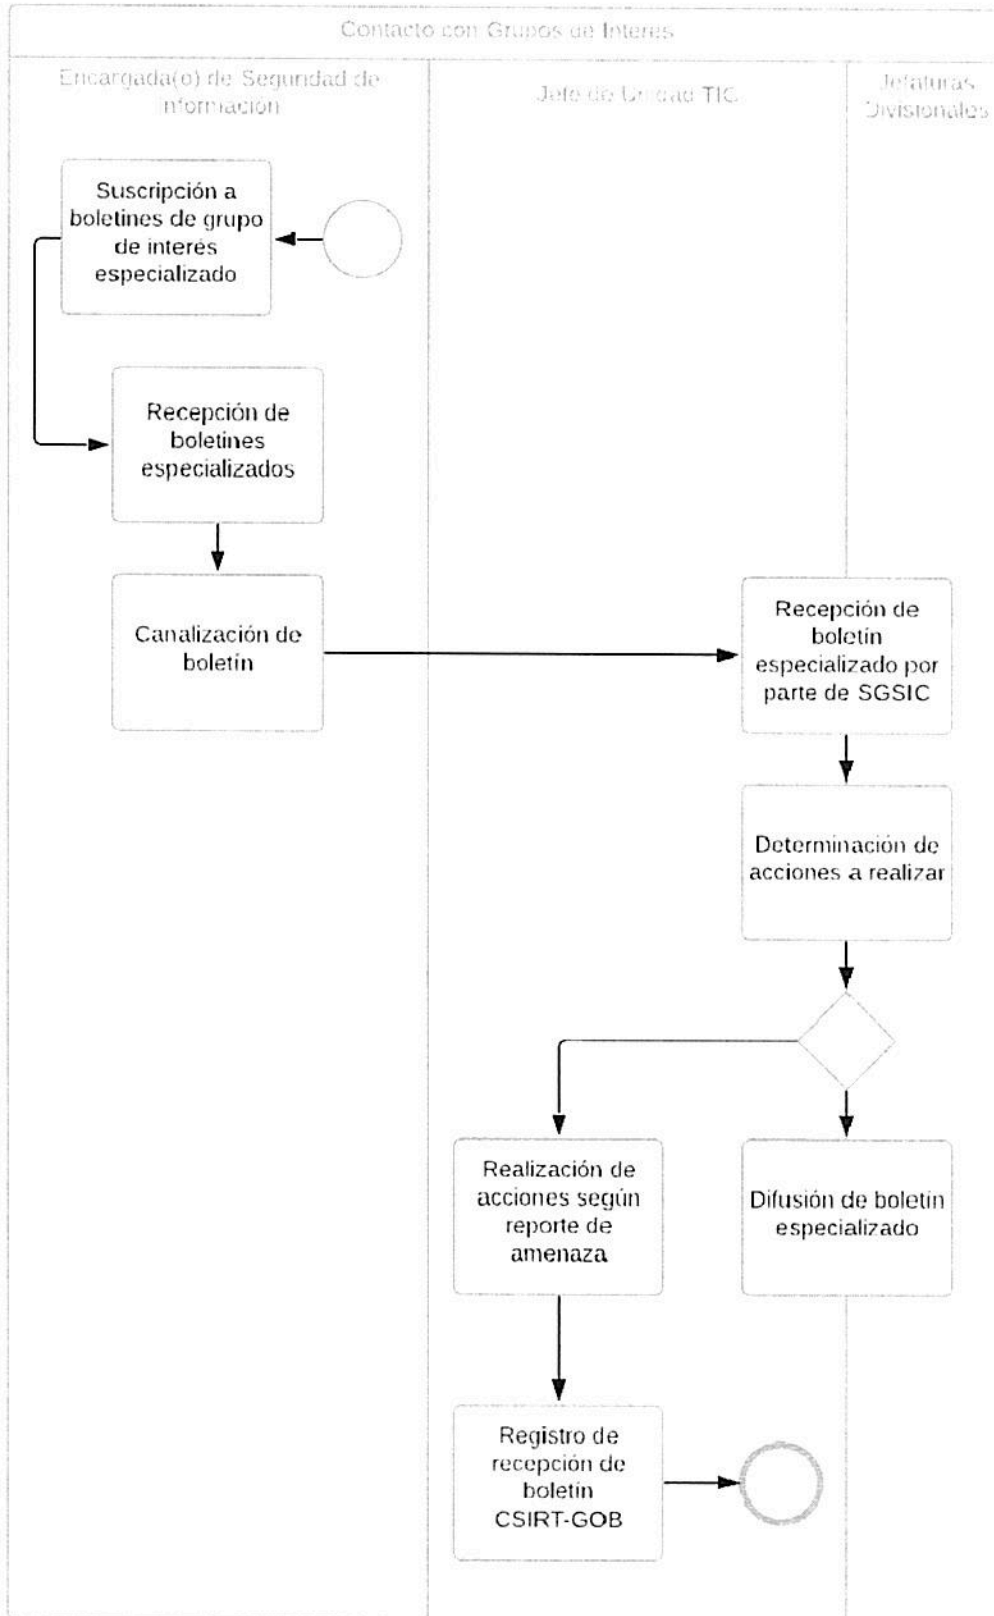 Contacto con Grupos de Interes
Encargada(o) de Seguridad de
Información
Jefe de Unidad TIC
Jefaturas
Divisionales
Suscripción a
boletines de grupo
de interés
especializado
Recepción de
boletines
especializados
Canalización de
boletín
Recepción de
boletín
especializado por
parte de SGSIC
Determinación de
acciones a realizar
Realización de
acciones según
reporte de
amenaza
Difusión de boletín
especializado
Registro de
recepción de
boletín
CSIRT-GOB